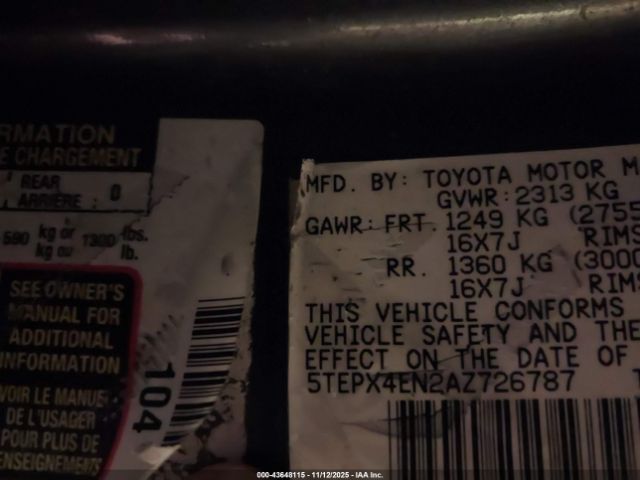 RMATION
E CHARGEMENT
REAR
ARRIERE : 0
590 kg or 1300 lbs.
kg ou lb.
SEE OWNER'S
MANUAL FOR
ADDITIONAL
INFORMATION
VOIR LE MANUE
DE L'USAGER
POUR PLUS DE
ENSEIGNEMENTS
104
MFD. BY: TOYOTA MOTOR M
GVWR:2313 KG
GAWR: FRT. 1249 KG (2755
16X7J RIMS
RR. 1360 KG (3000
16X7J RIMS
THIS VEHICLE CONFORMS
VEHICLE SAFETY AND THE
EFFECT ON THE DATE OF
5TEPX4EN2AZ726787
000-43648115 - 11/12/2025 - IAA Inc.